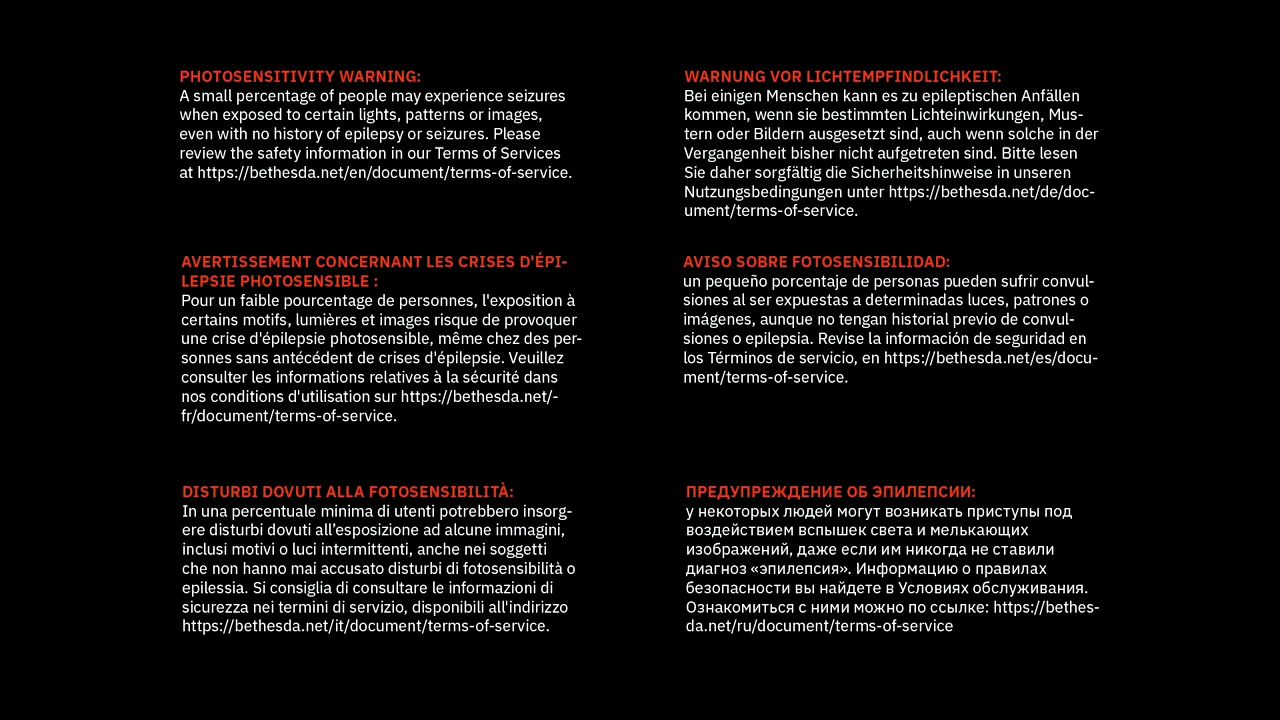 PHOTOSENSITIVITY WARNING:
A small percentage of people may experience seizures
when exposed to certain lights, patterns or images,
even with no history of epilepsy or seizures. Please
review the safety information in our Terms of Services
at https://bethesda.net/en/document/terms-of-service.
WARNUNG VOR LICHTEMPFINDLICHKEIT:
Bei einigen Menschen kann es zu epileptischen Anfällen
kommen, wenn sie bestimmten Lichteinwirkungen, Mus-
tern oder Bildern ausgesetzt sind, auch wenn solche in der
Vergangenheit bisher nicht aufgetreten sind. Bitte lesen
Sie daher sorgfältig die Sicherheitshinweise in unseren
Nutzungsbedingungen unter https://bethesda.net/de/doc-
ument/terms-of-service.
AVERTISSEMENT CONCERNANT LES CRISES D'ÉPI-
LEPSIE PHOTOSENSIBLE :
Pour un faible pourcentage de personnes, l'exposition à
certains motifs, lumières et images risque de provoquer
une crise d'épilepsie photosensible, même chez des per-
sonnes sans antécédent de crises d'épilepsie. Veuillez
consulter les informations relatives à la sécurité dans
nos conditions d'utilisation sur https://bethesda.net/-
fr/document/terms-of-service.
AVISO SOBRE FOTOSENSIBILIDAD:
un pequeño porcentaje de personas pueden sufrir convul-
siones al ser expuestas a determinadas luces, patrones o
imágenes, aunque no tengan historial previo de convul-
siones o epilepsia. Revise la información de seguridad en
los Términos de servicio, en https://bethesda.net/es/docu-
ment/terms-of-service.
DISTURBI DOVUTI ALLA FOTOSENSIBILITÀ:
In una percentuale minima di utenti potrebbero insorg-
ere disturbi dovuti all’esposizione ad alcune immagini,
inclusi motivi o luci intermittenti, anche nei soggetti
che non hanno mai accusato disturbi di fotosensibilità o
epilessia. Si consiglia di consultare le informazioni di
sicurezza nei termini di servizio, disponibili all'indirizzo
https://bethesda.net/it/document/terms-of-service.
ПРЕДУПРЕЖДЕНИЕ ОБ ЭПИЛЕПСИИ:
у некоторых людей могут возникать приступы под
воздействием вспышек света и мелькающих
изображений, даже если им никогда не ставили
диагноз «эпилепсия». Информацию о правилах
безопасности вы найдете в Условиях обслуживания.
Ознакомиться с ними можно по ссылке: https://bethes-
da.net/ru/document/terms-of-service